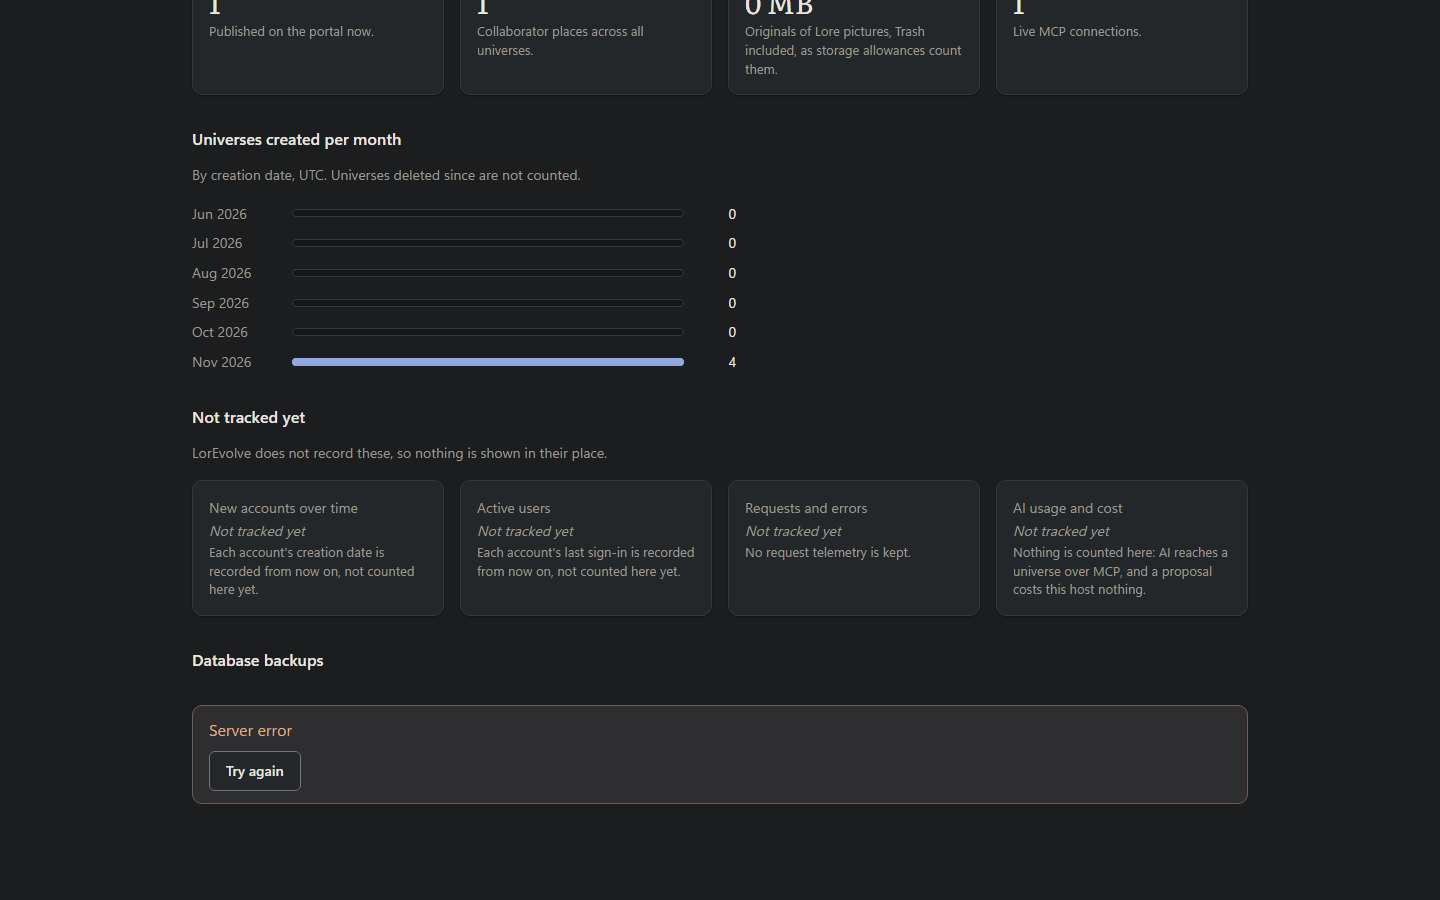 1
1
0 MB
1
Published on the portal now.
Collaborator places across all
universes.
Originals of Lore pictures, Trash
included, as storage allowances count
them.
Live MCP connections.
Universes created per month
By creation date, UTC. Universes deleted since are not counted.
Jun 2026 0
Jul 2026 0
Aug 2026 0
Sep 2026 0
Oct 2026 0
Nov 2026 4
Not tracked yet
LorEvolve does not record these, so nothing is shown in their place.
New accounts over time
Not tracked yet
Each account's creation date is
recorded from now on, not counted
here yet.
Active users
Not tracked yet
Each account's last sign-in is recorded
from now on, not counted here yet.
Requests and errors
Not tracked yet
No request telemetry is kept.
AI usage and cost
Not tracked yet
Nothing is counted here: AI reaches a
universe over MCP, and a proposal
costs this host nothing.
Database backups
Server error
Try again